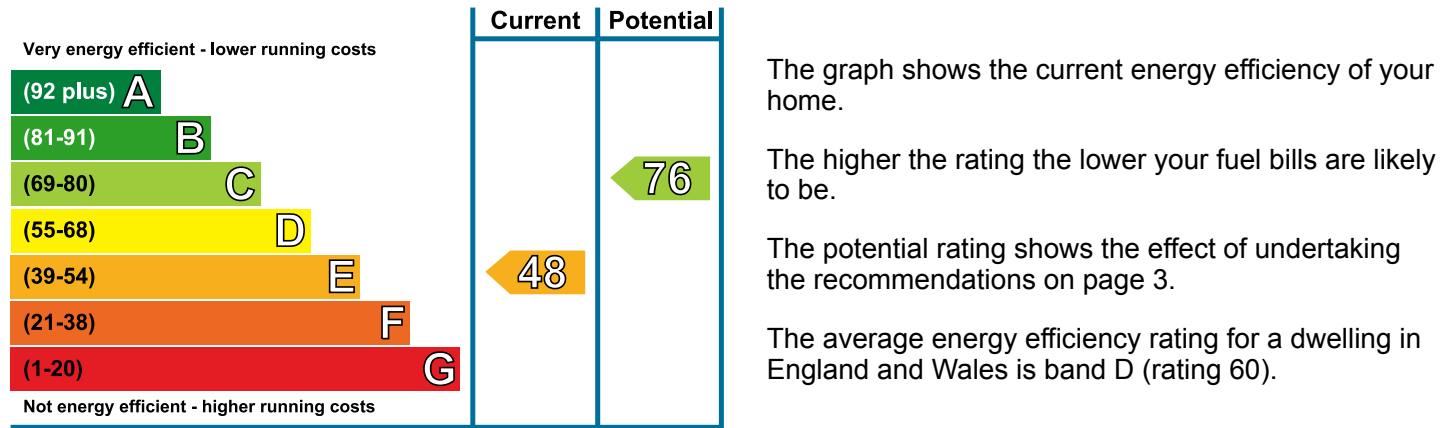 Current Potential
Very energy efficient - lower running costs
(92 plus) A
(81-91) B
(69-80) C
76
(55-68) D
(39-54) E
48
(21-38) F
(1-20) G
Not energy efficient - higher running costs
The graph shows the current energy efficiency of your
home.
The higher the rating the lower your fuel bills are likely
to be.
The potential rating shows the effect of undertaking
the recommendations on page 3.
The average energy efficiency rating for a dwelling in
England and Wales is band D (rating 60).